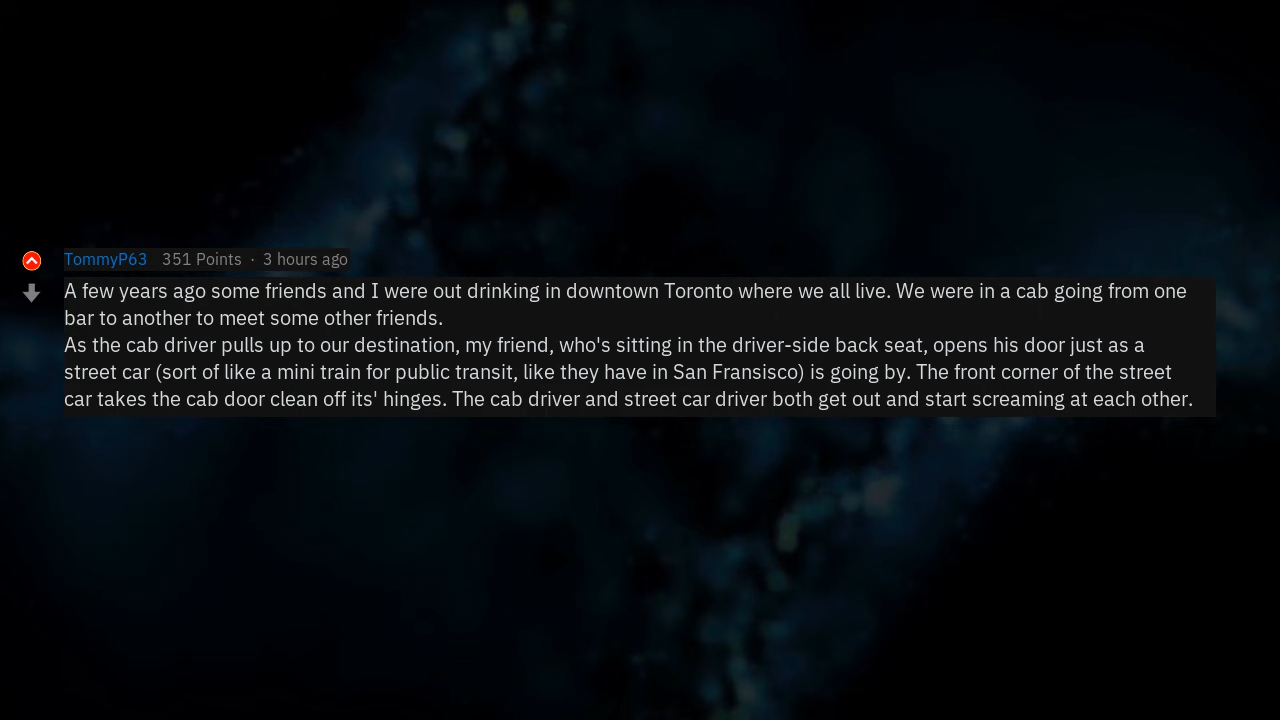 TommyP63 351 Points · 3 hours ago
A few years ago some friends and I were out drinking in downtown Toronto where we all live. We were in a cab going from one
bar to another to meet some other friends.
As the cab driver pulls up to our destination, my friend, who's sitting in the driver-side back seat, opens his door just as a
street car (sort of like a mini train for public transit, like they have in San Fransisco) is going by. The front corner of the street
car takes the cab door clean off its' hinges. The cab driver and street car driver both get out and start screaming at each other.